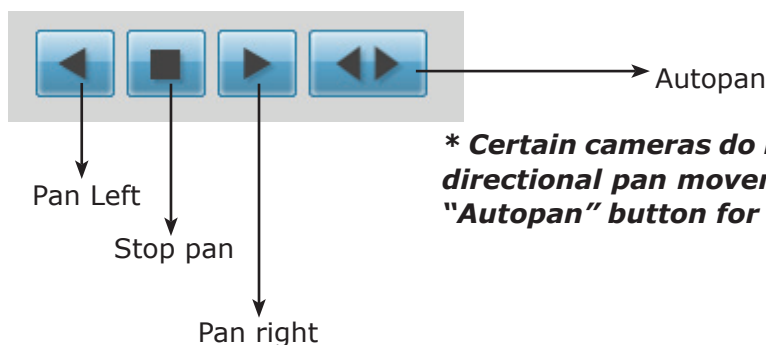 Autopan
* Certain cameras do
directional pan
"Autopan" button for
Pan Left
Stop pan
Pan right